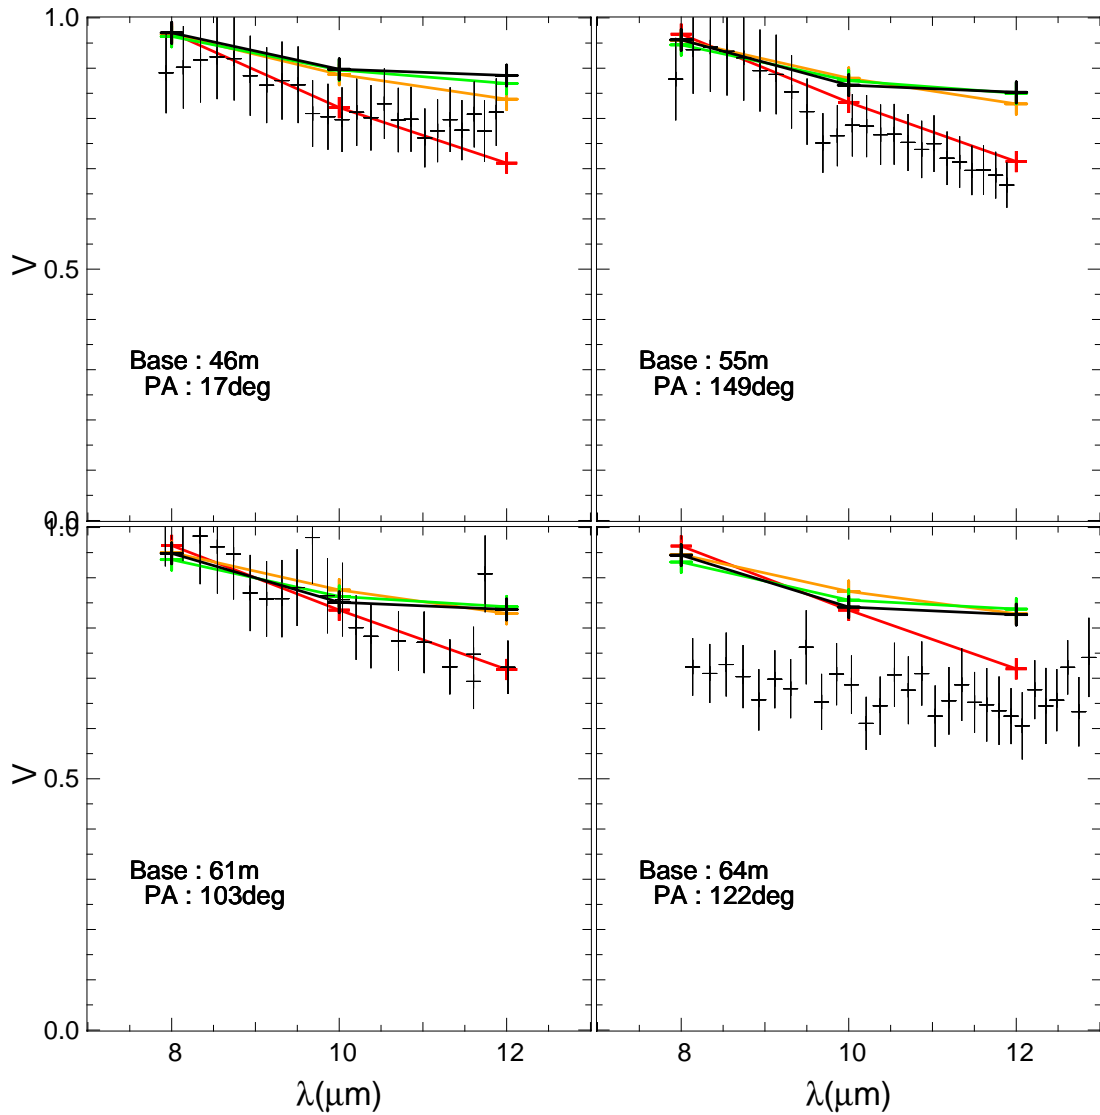 1.0
V 0.5
Base : 46m
PA : 17deg
Base : 55m
PA : 149deg
0.0
1.0
V 0.5
Base : 61m
PA : 103deg
Base : 64m
PA : 122deg
0.0
8 10 12 8 10 12
λ(μm) λ(μm)